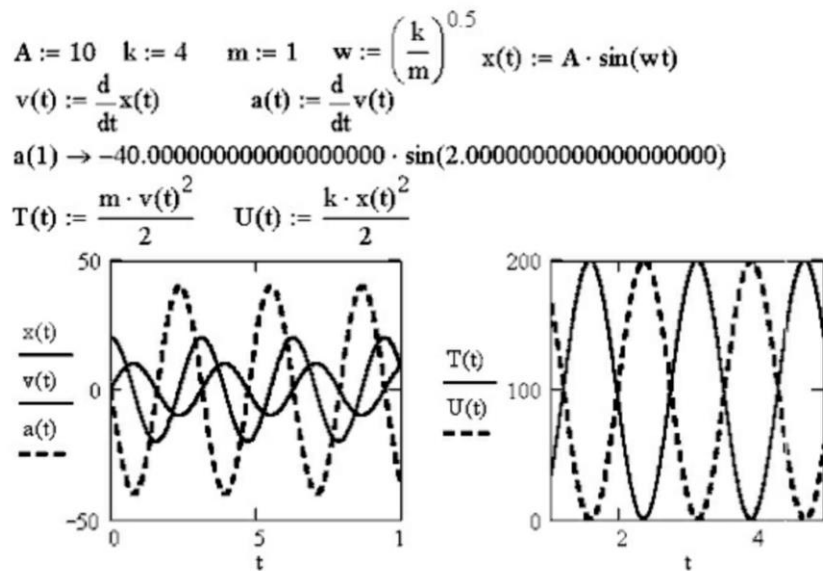 A := 10 k := 4 m := 1 w := (k/m)^0.5 x(t) := A · sin(wt)
v(t) := d/dt x(t) a(t) := d/dt v(t)
a(1) → −40.000000000000000000 · sin(2.0000000000000000000)
T(t) := m · v(t)^2/2 U(t) := k · x(t)^2/2
50
0
−50
x(t)
v(t)
a(t)
0 5 1
t
200
100
0
T(t)
U(t)
2 4
t